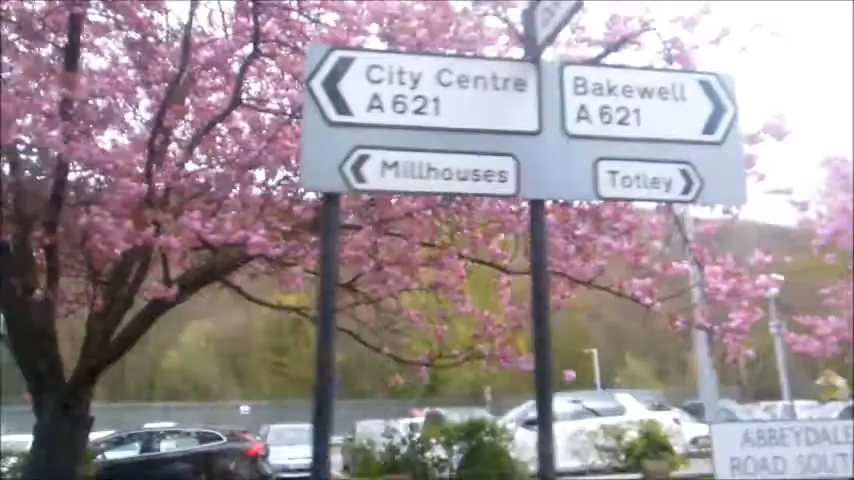 City Centre
A 621
Bakewell
A 621
Millhouses
Totley
ABBEYDALE
ROAD SOUT